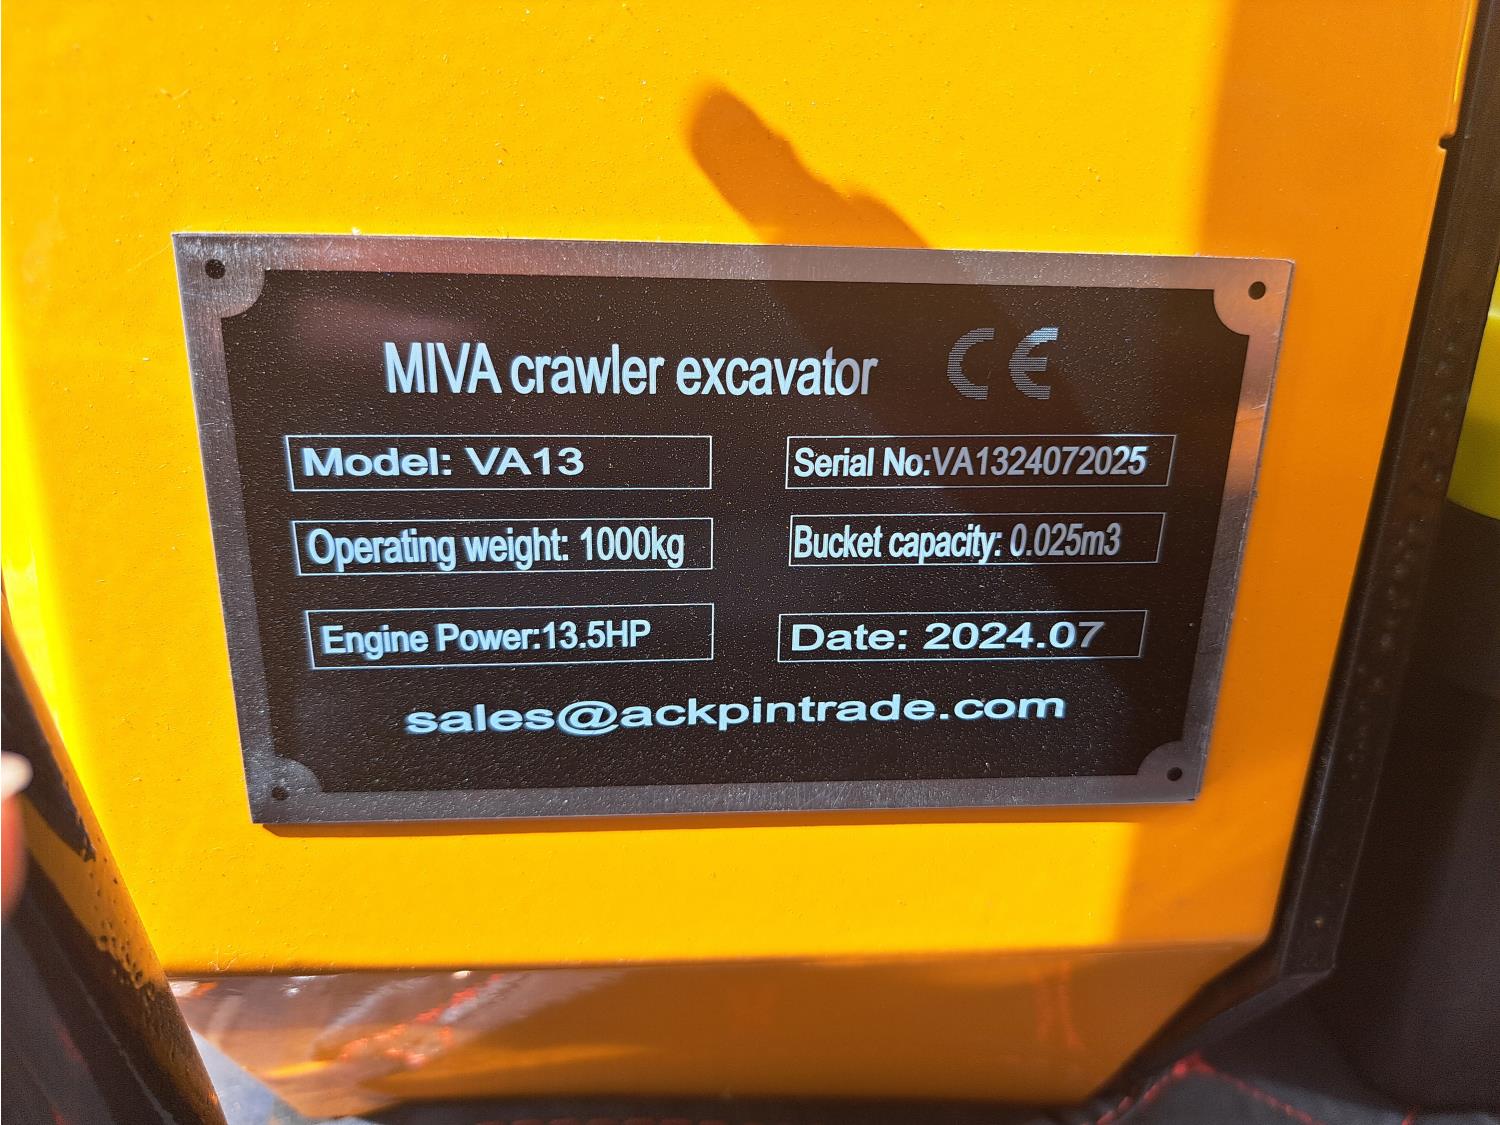 MIVA crawler excavator CE
Model: VA13
Serial No:VA1324072025
Operating weight: 1000kg
Bucket capacity: 0.025m3
Engine Power:13.5HP
Date: 2024.07
sales@ackpintrade.com